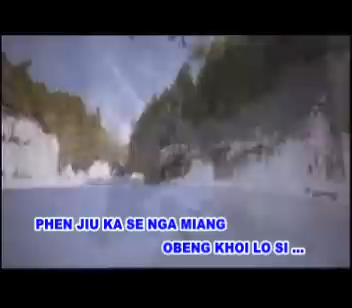 PHEN JIU KA SE NGA MIANG
OBENG KHOI LO SI ...